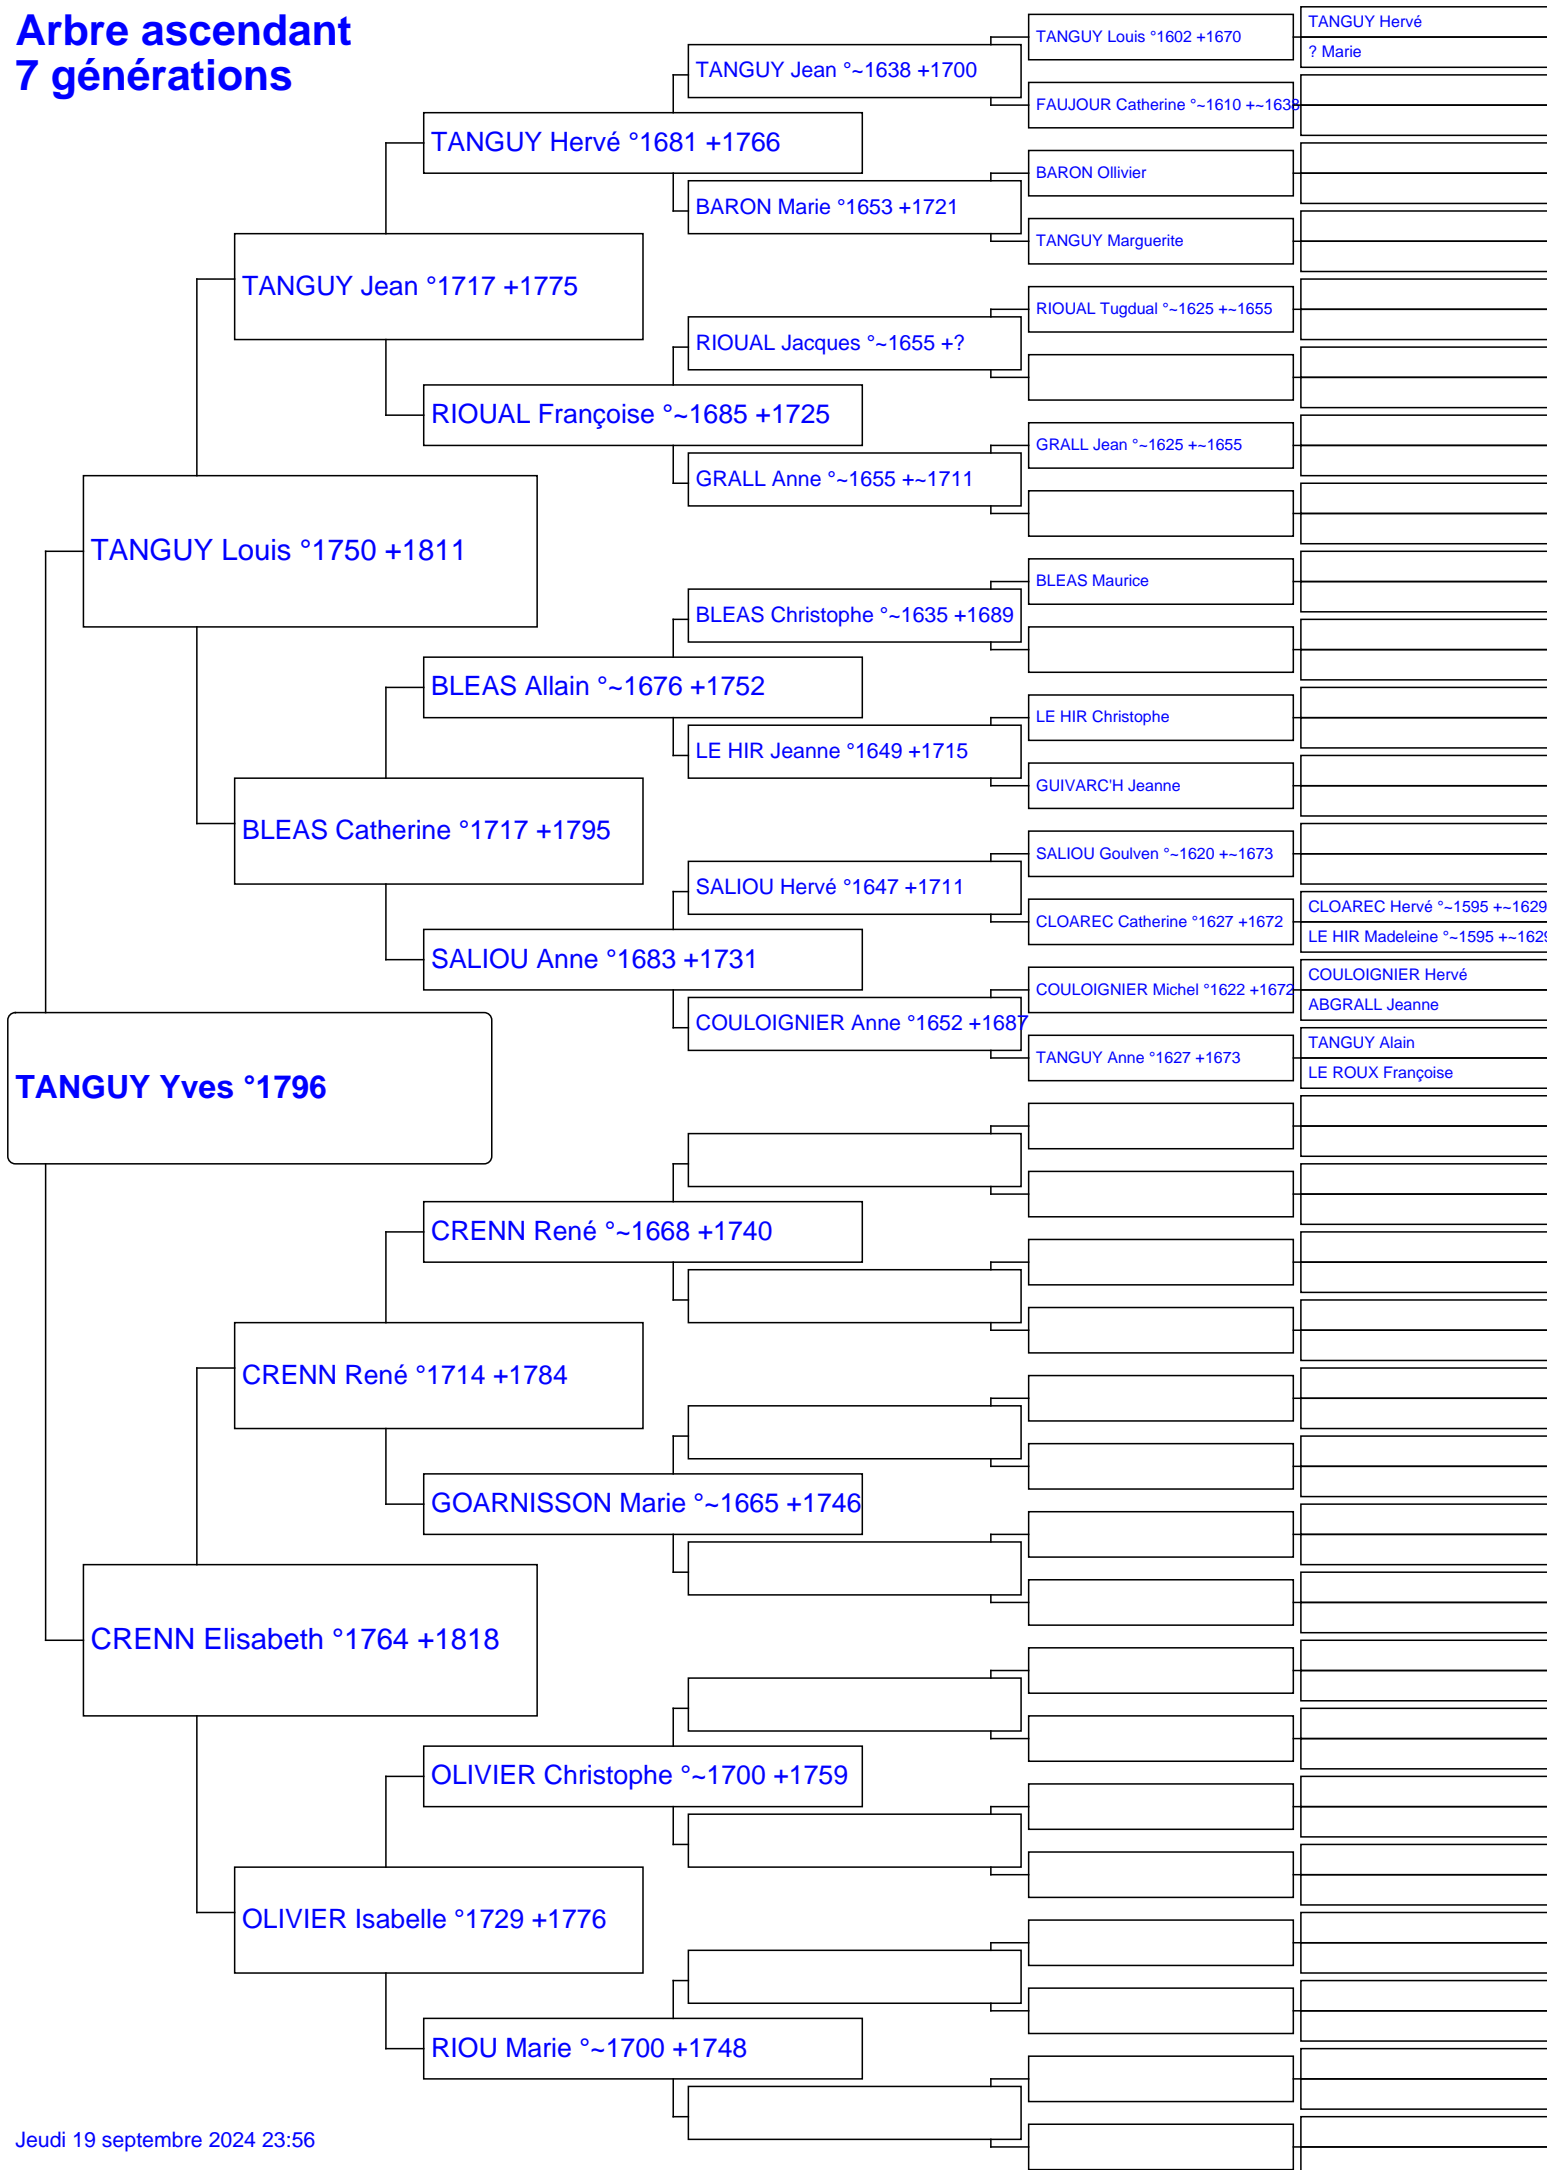 Arbre ascendant
7 générations
TANGUY Louis °1602 +1670
TANGUY Hervé
? Marie
TANGUY Jean °~1638 +1700
FAUJOUR Catherine °~1610 +~1638
TANGUY Hervé °1681 +1766
BARON Ollivier
BARON Marie °1653 +1721
TANGUY Marguerite
TANGUY Jean °1717 +1775
RIOUAL Tugdual °~1625 +~1655
RIOUAL Jacques °~1655 +?
RIOUAL Françoise °~1685 +1725
GRALL Jean °~1625 +~1655
GRALL Anne °~1655 +~1711
TANGUY Louis °1750 +1811
BLEAS Maurice
BLEAS Christophe °~1635 +1689
BLEAS Allain °~1676 +1752
LE HIR Christophe
LE HIR Jeanne °1649 +1715
GUIVARC'H Jeanne
BLEAS Catherine °1717 +1795
SALIOU Goulven °~1620 +~1673
SALIOU Hervé °1647 +1711
CLOAREC Hervé °~1595 +~1629
CLOAREC Catherine °1627 +1672
LE HIR Madeleine °~1595 +~1629
SALIOU Anne °1683 +1731
COULOIGNIER Hervé
COULOIGNIER Michel °1622 +1672
ABGRALL Jeanne
COULOIGNIER Anne °1652 +1687
TANGUY Alain
TANGUY Anne °1627 +1673
LE ROUX Françoise
TANGUY Yves °1796
CRENN René °~1668 +1740
CRENN René °1714 +1784
GOARNISSON Marie °~1665 +1746
CRENN Elisabeth °1764 +1818
OLIVIER Christophe °~1700 +1759
OLIVIER Isabelle °1729 +1776
RIOU Marie °~1700 +1748
Jeudi 19 septembre 2024 23:56